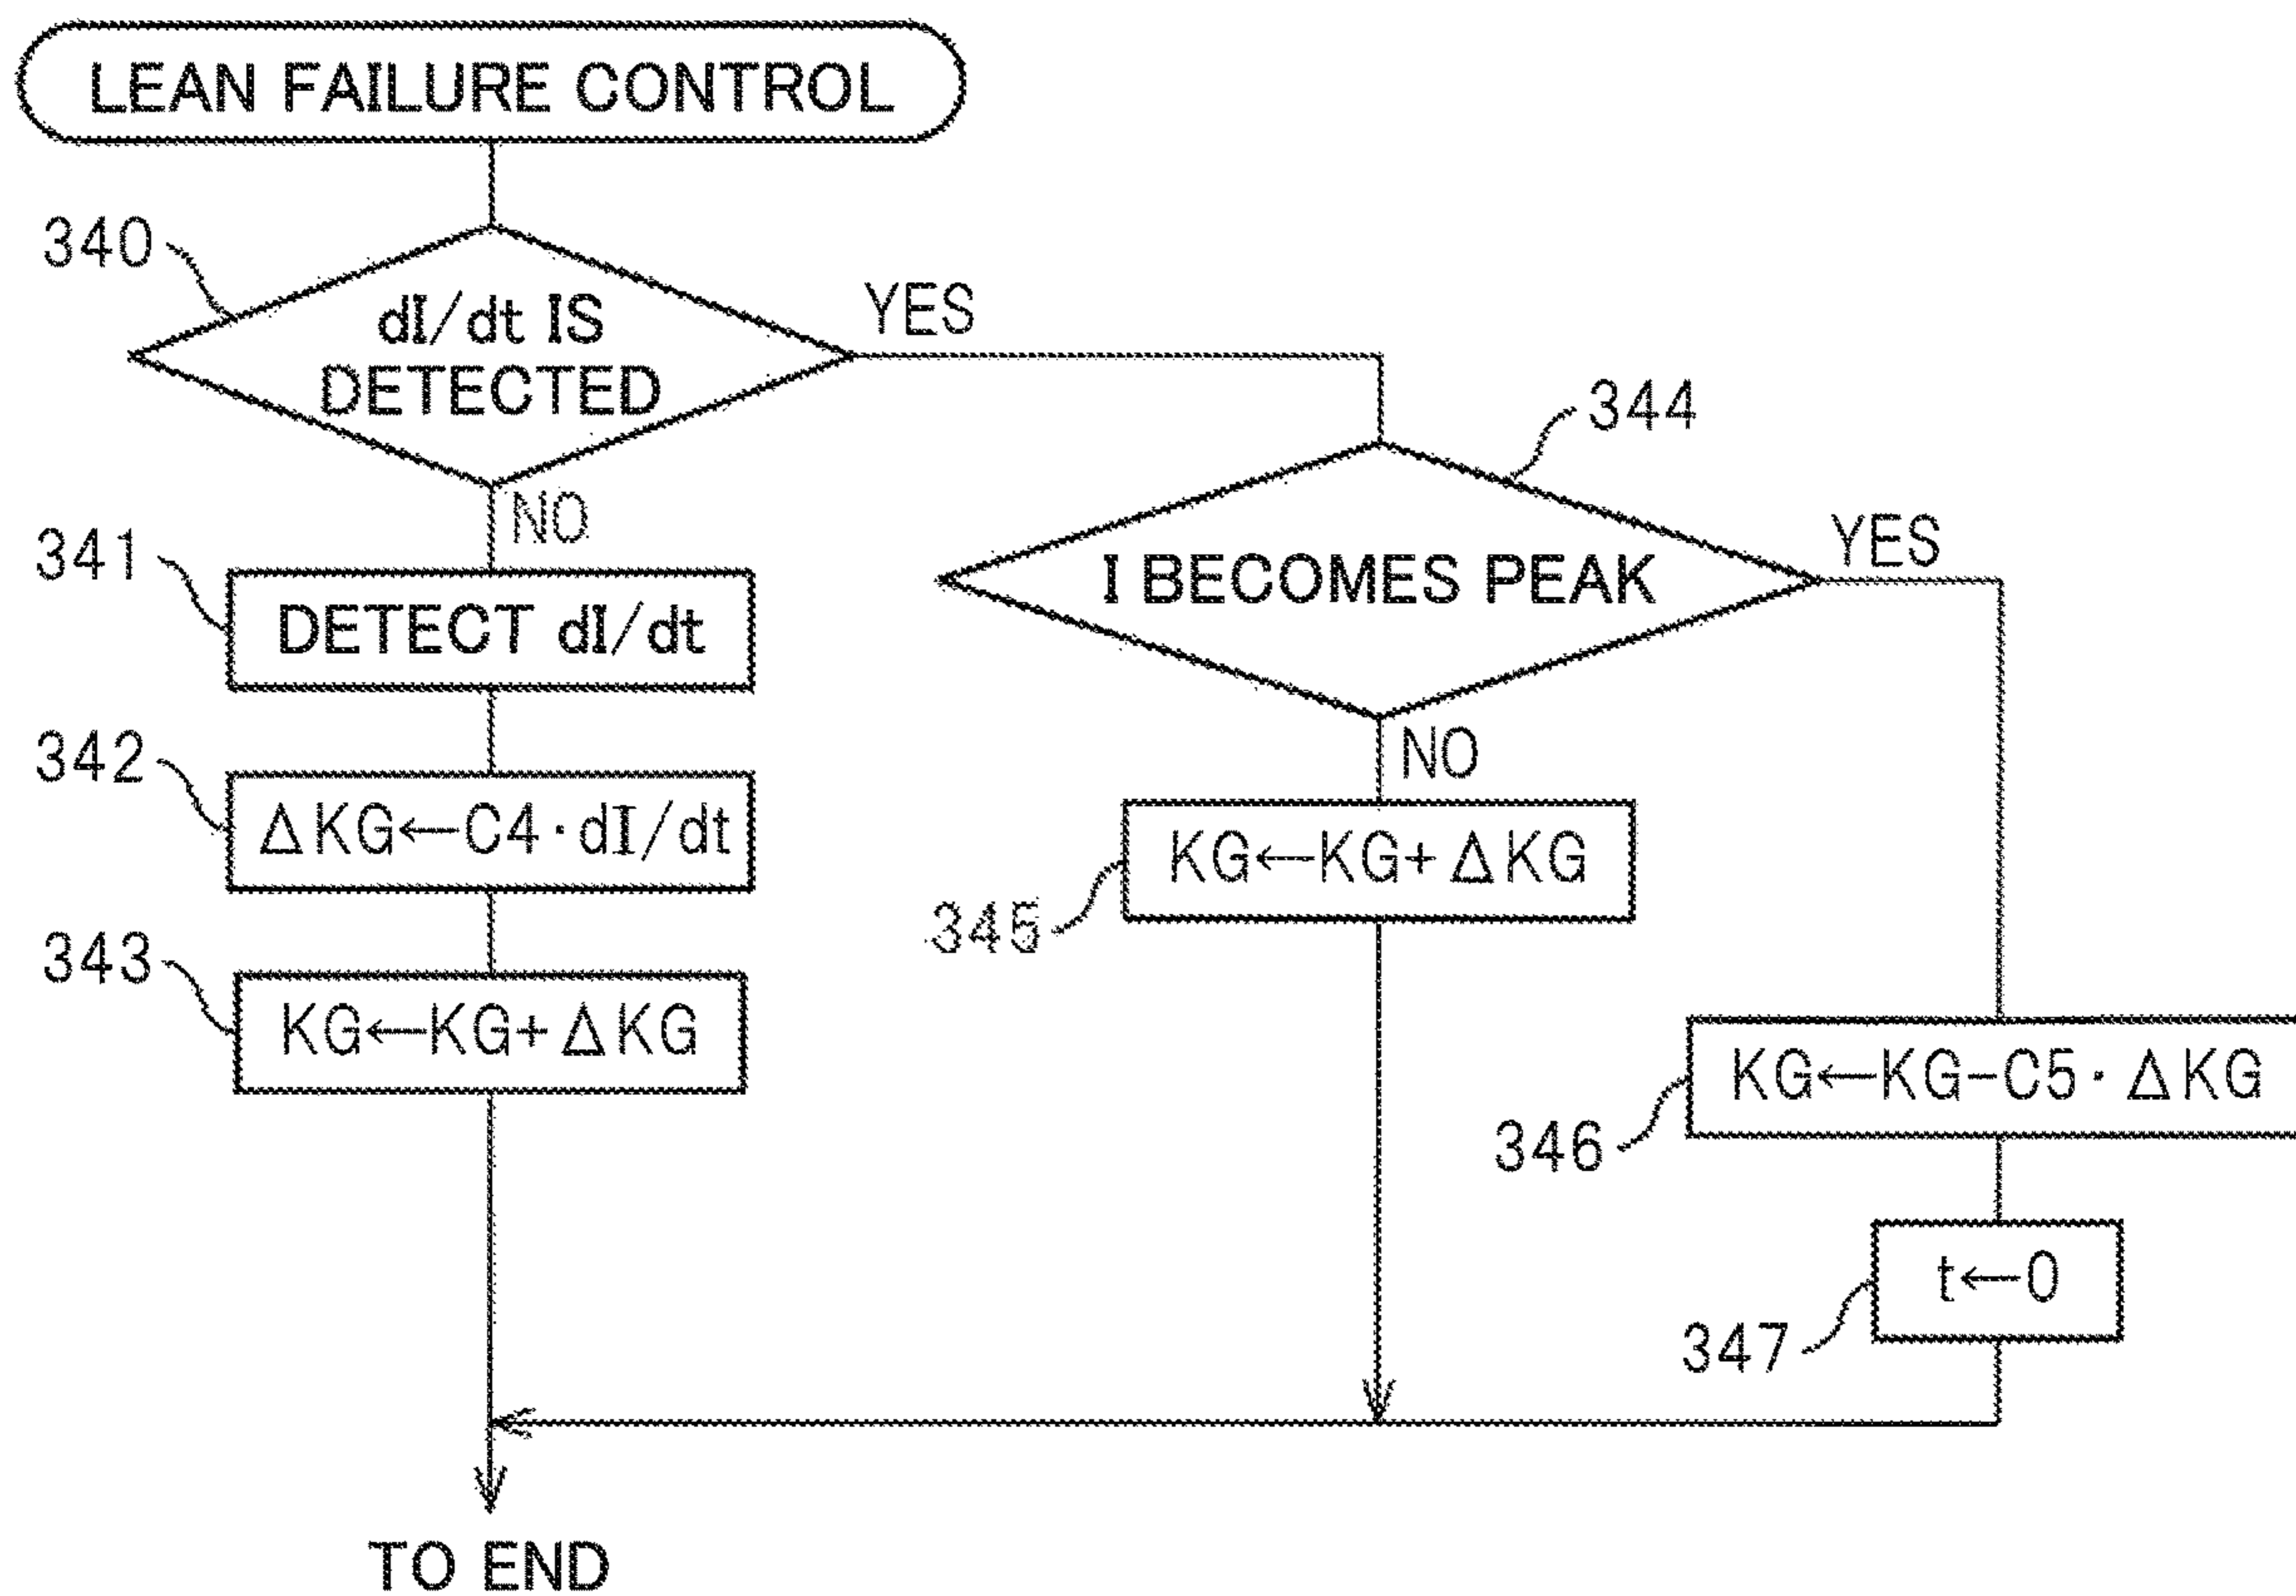 LEAN FAILURE CONTROL
340
dI/dt IS
DETECTED
YES
NO
341
DETECT dI/dt
342
ΔKG←C4·dI/dt
343
KG←KG+ΔKG
344
I BECOMES PEAK
YES
NO
345
KG←KG+ΔKG
346
KG←KG-C5·ΔKG
347
t←0
TO END